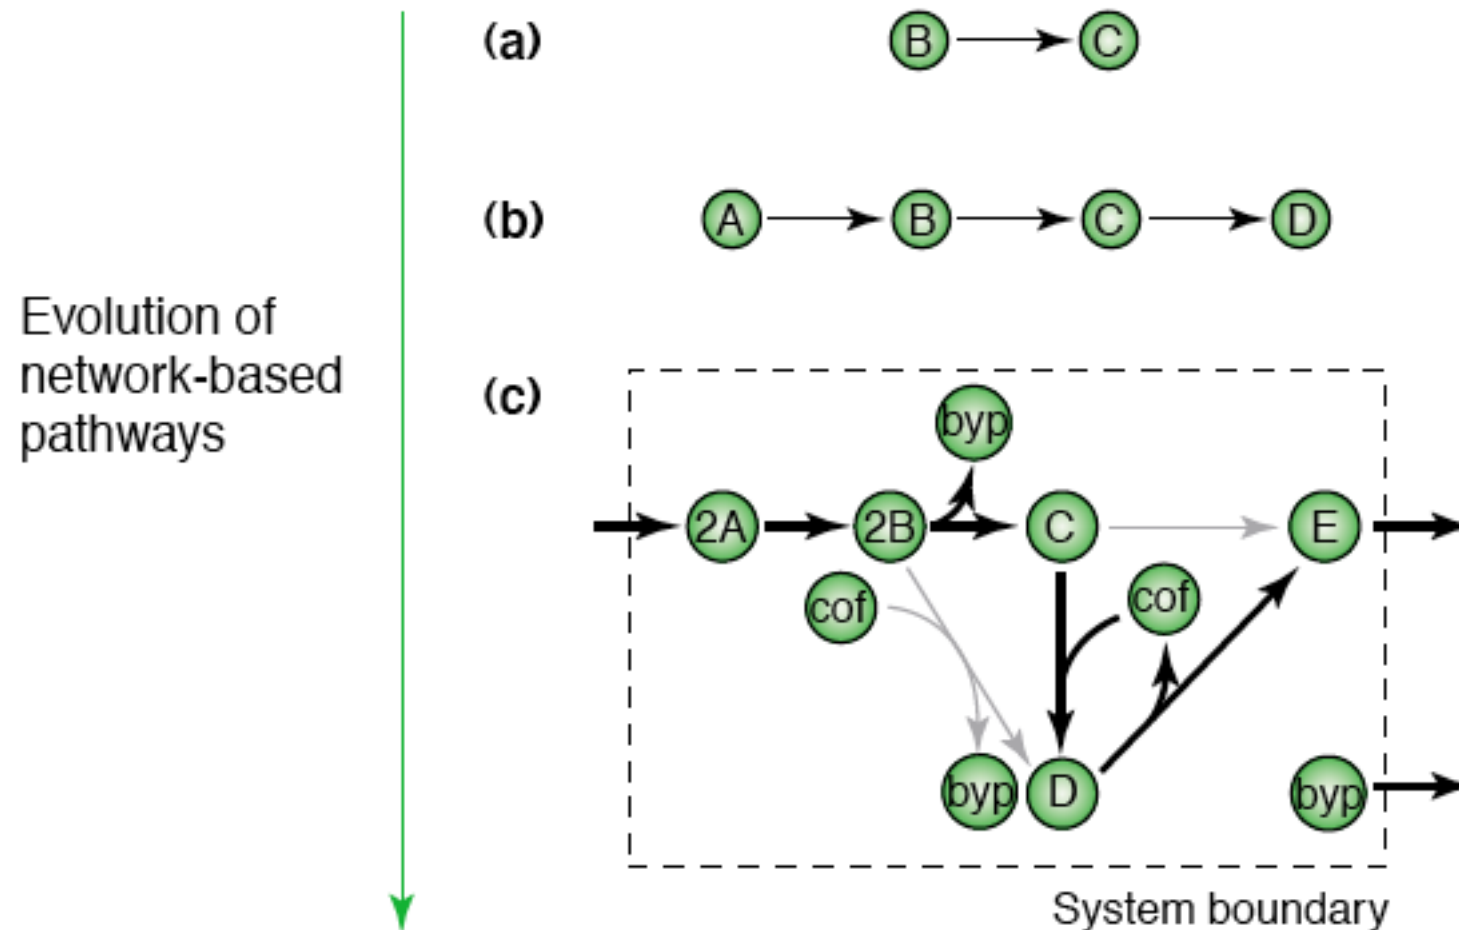 (a)
B
C
(b)
A
B
C
D
Evolution of
network-based
pathways
(c)
byp
2A
2B
C
E
cof
cof
byp
D
byp
System boundary